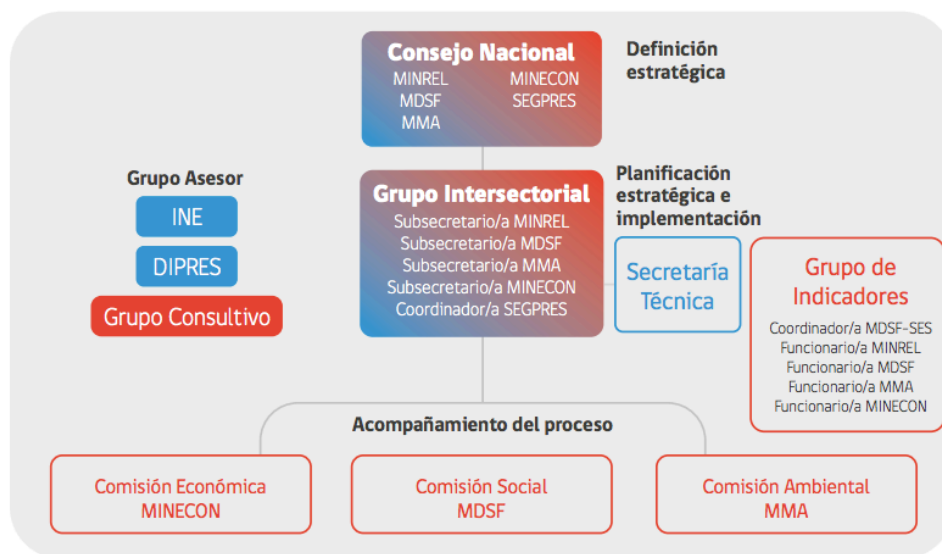 Consejo Nacional
MINREL
MDSF
MMA
MINECON
SEGPRES
Definición
estratégica
Grupo Asesor
INE
DIPRES
Grupo Consultivo
Grupo Intersectorial
Subsecretario/a MINREL
Subsecretario/a MDSF
Subsecretario/a MMA
Subsecretario/a MINECON
Coordinador/a SEGPRES
Planificación
estratégica e
implementación
Secretaría
Técnica
Grupo de
Indicadores
Coordinador/a MDSF-SES
Funcionario/a MINREL
Funcionario/a MDSF
Funcionario/a MMA
Funcionario/a MINECON
Acompañamiento del proceso
Comisión Económica
MINECON
Comisión Social
MDSF
Comisión Ambiental
MMA